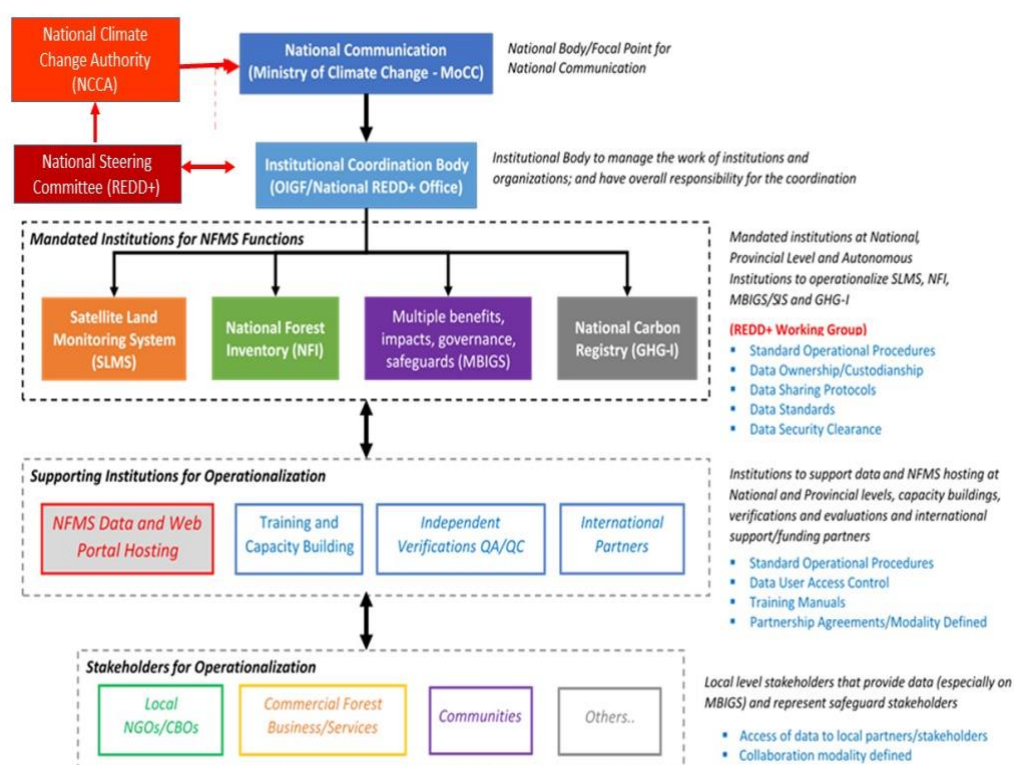 National Climate
Change Authority
(NCCA)
National Communication
(Ministry of Climate Change - MoCC)
National Body/Focal Point for
National Communication
National Steering
Committee (REDD+)
Institutional Coordination Body
(OIGF/National REDD+ Office)
Institutional Body to manage the work of institutions and
organizations; and have overall responsibility for the coordination
Mandated Institutions for NFMS Functions
Satellite Land
Monitoring System
(SLMS)
National Forest
Inventory (NFI)
Multiple benefits,
impacts, governance,
safeguards (MBIGS)
National Carbon
Registry (GHG-I)
Mandated institutions at National,
Provincial Level and Autonomous
Institutions to operationalize SLMS, NFI,
MBIGS/SIS and GHG-I
(REDD+ Working Group)
▪ Standard Operational Procedures
▪ Data Ownership/Custodianship
▪ Data Sharing Protocols
▪ Data Standards
▪ Data Security Clearance
Supporting Institutions for Operationalization
NFMS Data and Web
Portal Hosting
Training and
Capacity Building
Independent
Verifications QA/QC
International
Partners
Institutions to support data and NFMS hosting at
National and Provincial levels, capacity buildings,
verifications and evaluations and international
support/funding partners
▪ Standard Operational Procedures
▪ Data User Access Control
▪ Training Manuals
▪ Partnership Agreements/Modality Defined
Stakeholders for Operationalization
Local
NGOs/CBOs
Commercial Forest
Business/Services
Communities
Others..
Local level stakeholders that provide data (especially on
MBIGS) and represent safeguard stakeholders
▪ Access of data to local partners/stakeholders
▪ Collaboration modality defined